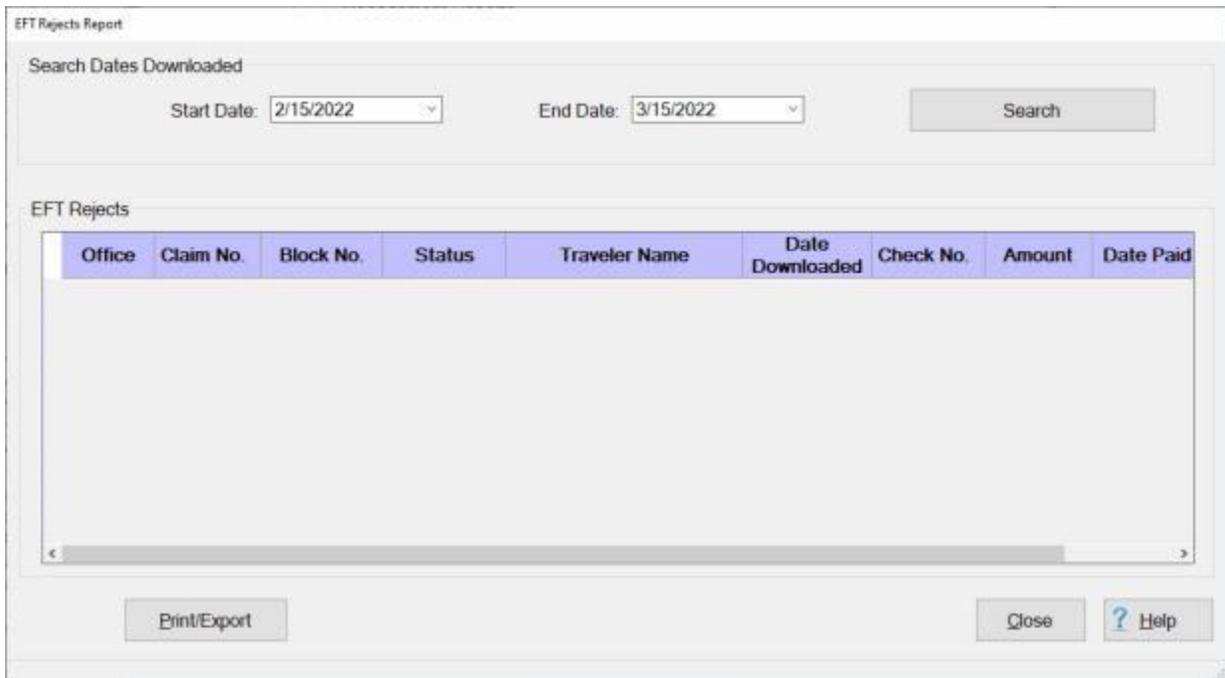 EFT Rejects Report
Search Dates Downloaded
Start Date: 2/15/2022 End Date: 3/15/2022 Search
EFT Rejects
Office Claim No. Block No. Status Traveler Name Date Downloaded Check No. Amount Date Paid
Print/Export Close ? Help